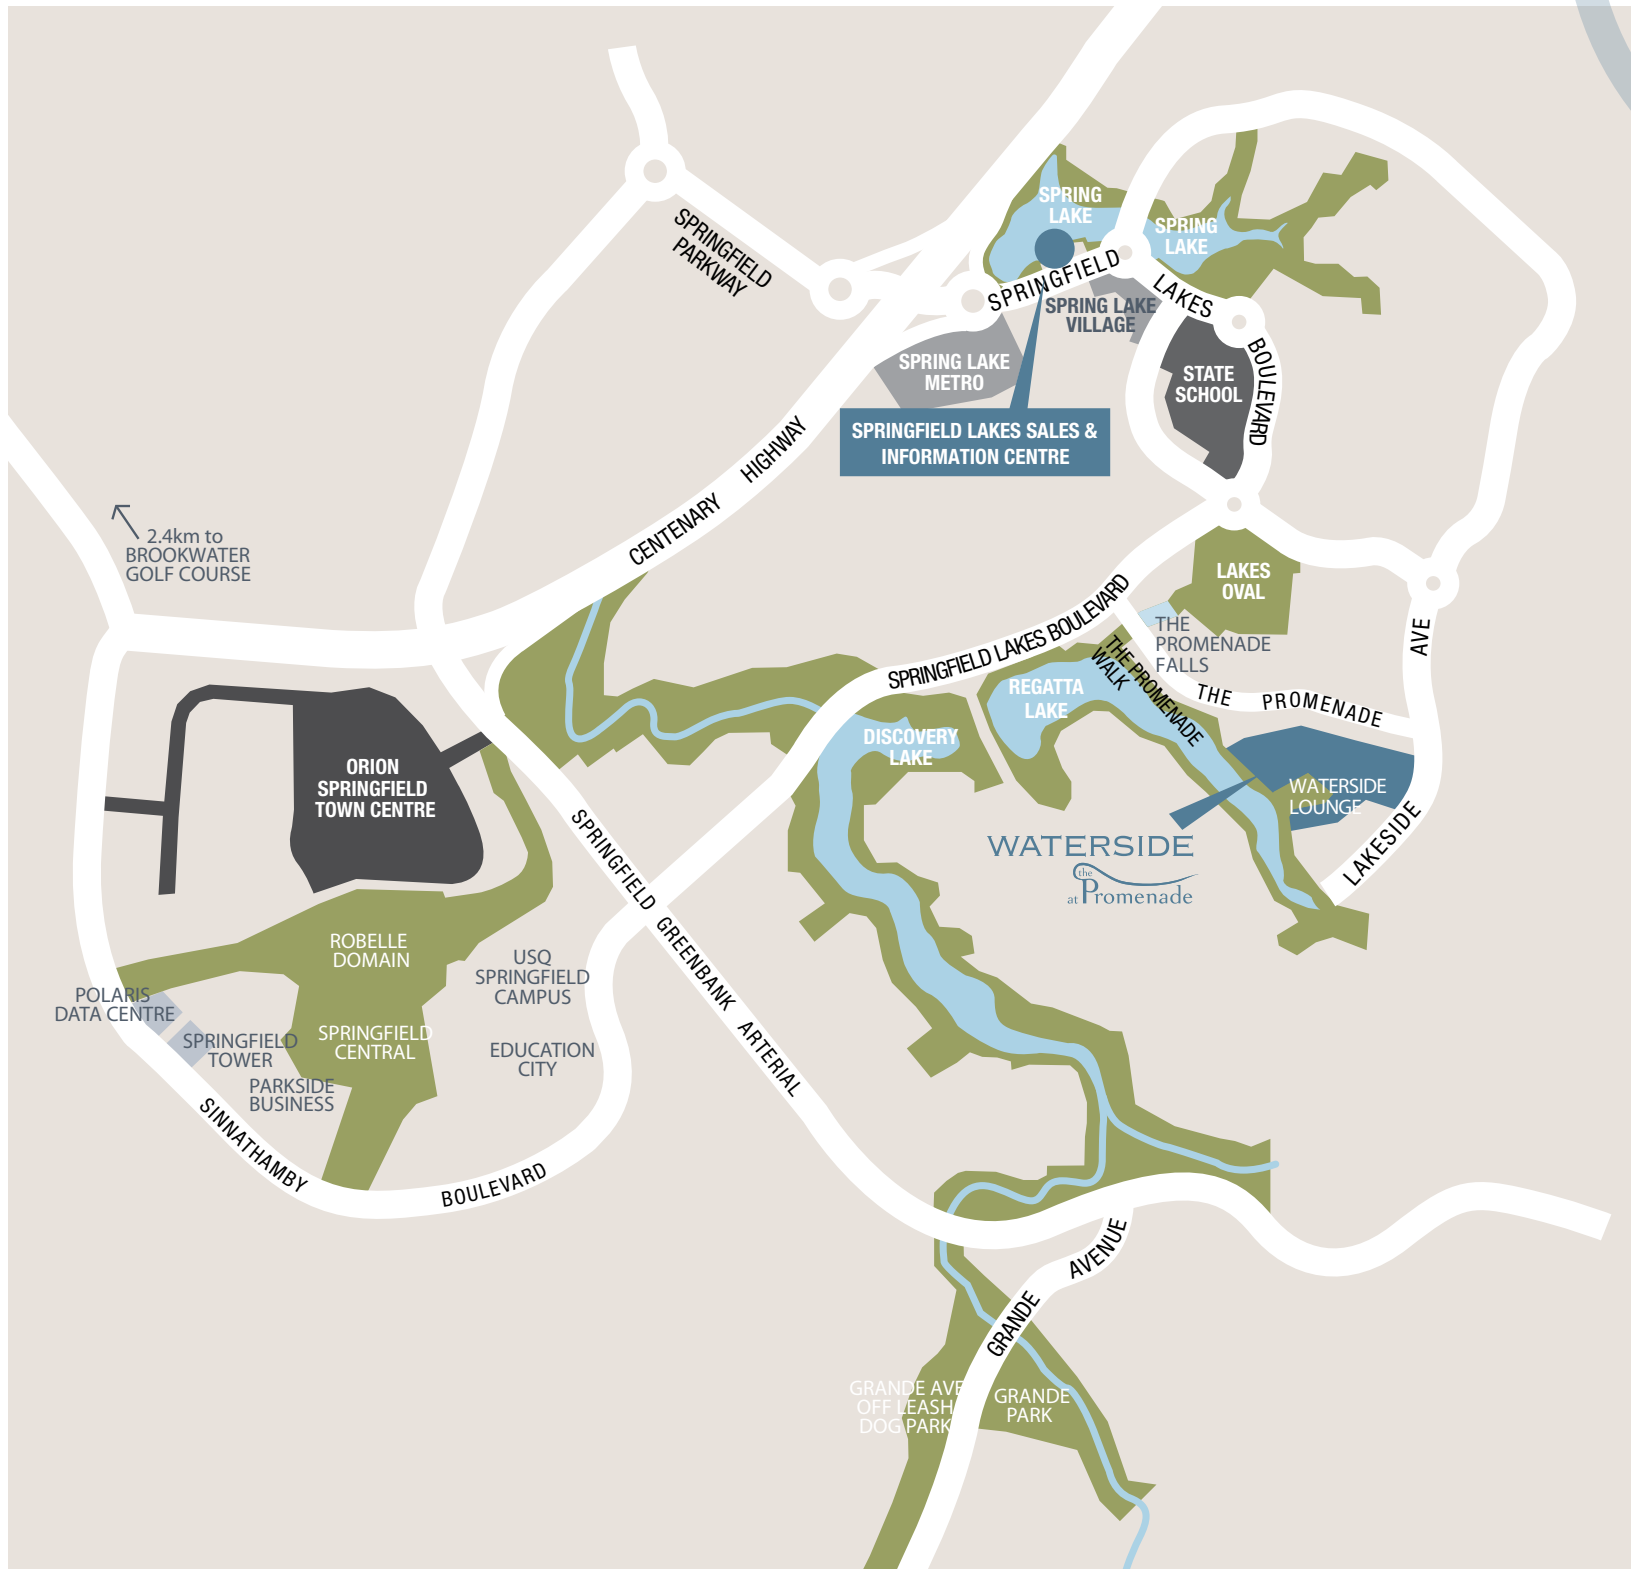 SPRING
LAKE
SPRING
LAKE
SPRINGFIELD
PARKWAY
SPRINGFIELD
LAKES
BOULEVARD
SPRING LAKE
VILLAGE
SPRING LAKE
METRO
STATE
SCHOOL
SPRINGFIELD LAKES SALES &
INFORMATION CENTRE
CENTENARY HIGHWAY
2.4km to
BROOKWATER
GOLF COURSE
LAKES
OVAL
SPRINGFIELD LAKES BOULEVARD
THE
PROMENADE
FALLS
AVE
THE PROMENADE
WALK
REGATTA
LAKE
THE PROMENADE
DISCOVERY
LAKE
ORION
SPRINGFIELD
TOWN CENTRE
WATERSIDE
LOUNGE
LAKESIDE
WATERSIDE
the
at Promenade
SPRINGFIELD GREENBANK ARTERIAL
ROBELLE
DOMAIN
USQ
SPRINGFIELD
CAMPUS
POLARIS
DATA CENTRE
SPRINGFIELD
TOWER
SPRINGFIELD
CENTRAL
EDUCATION
CITY
PARKSIDE
BUSINESS
SINNATHAMBY
BOULEVARD
GRANDE AVENUE
GRANDE AVE
OFF LEASH
DOG PARK
GRANDE
PARK